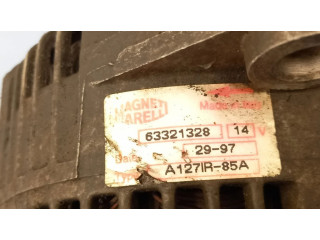 MAGNETI
MARELLI
63321328 14 V
29-97
A127IR-85A